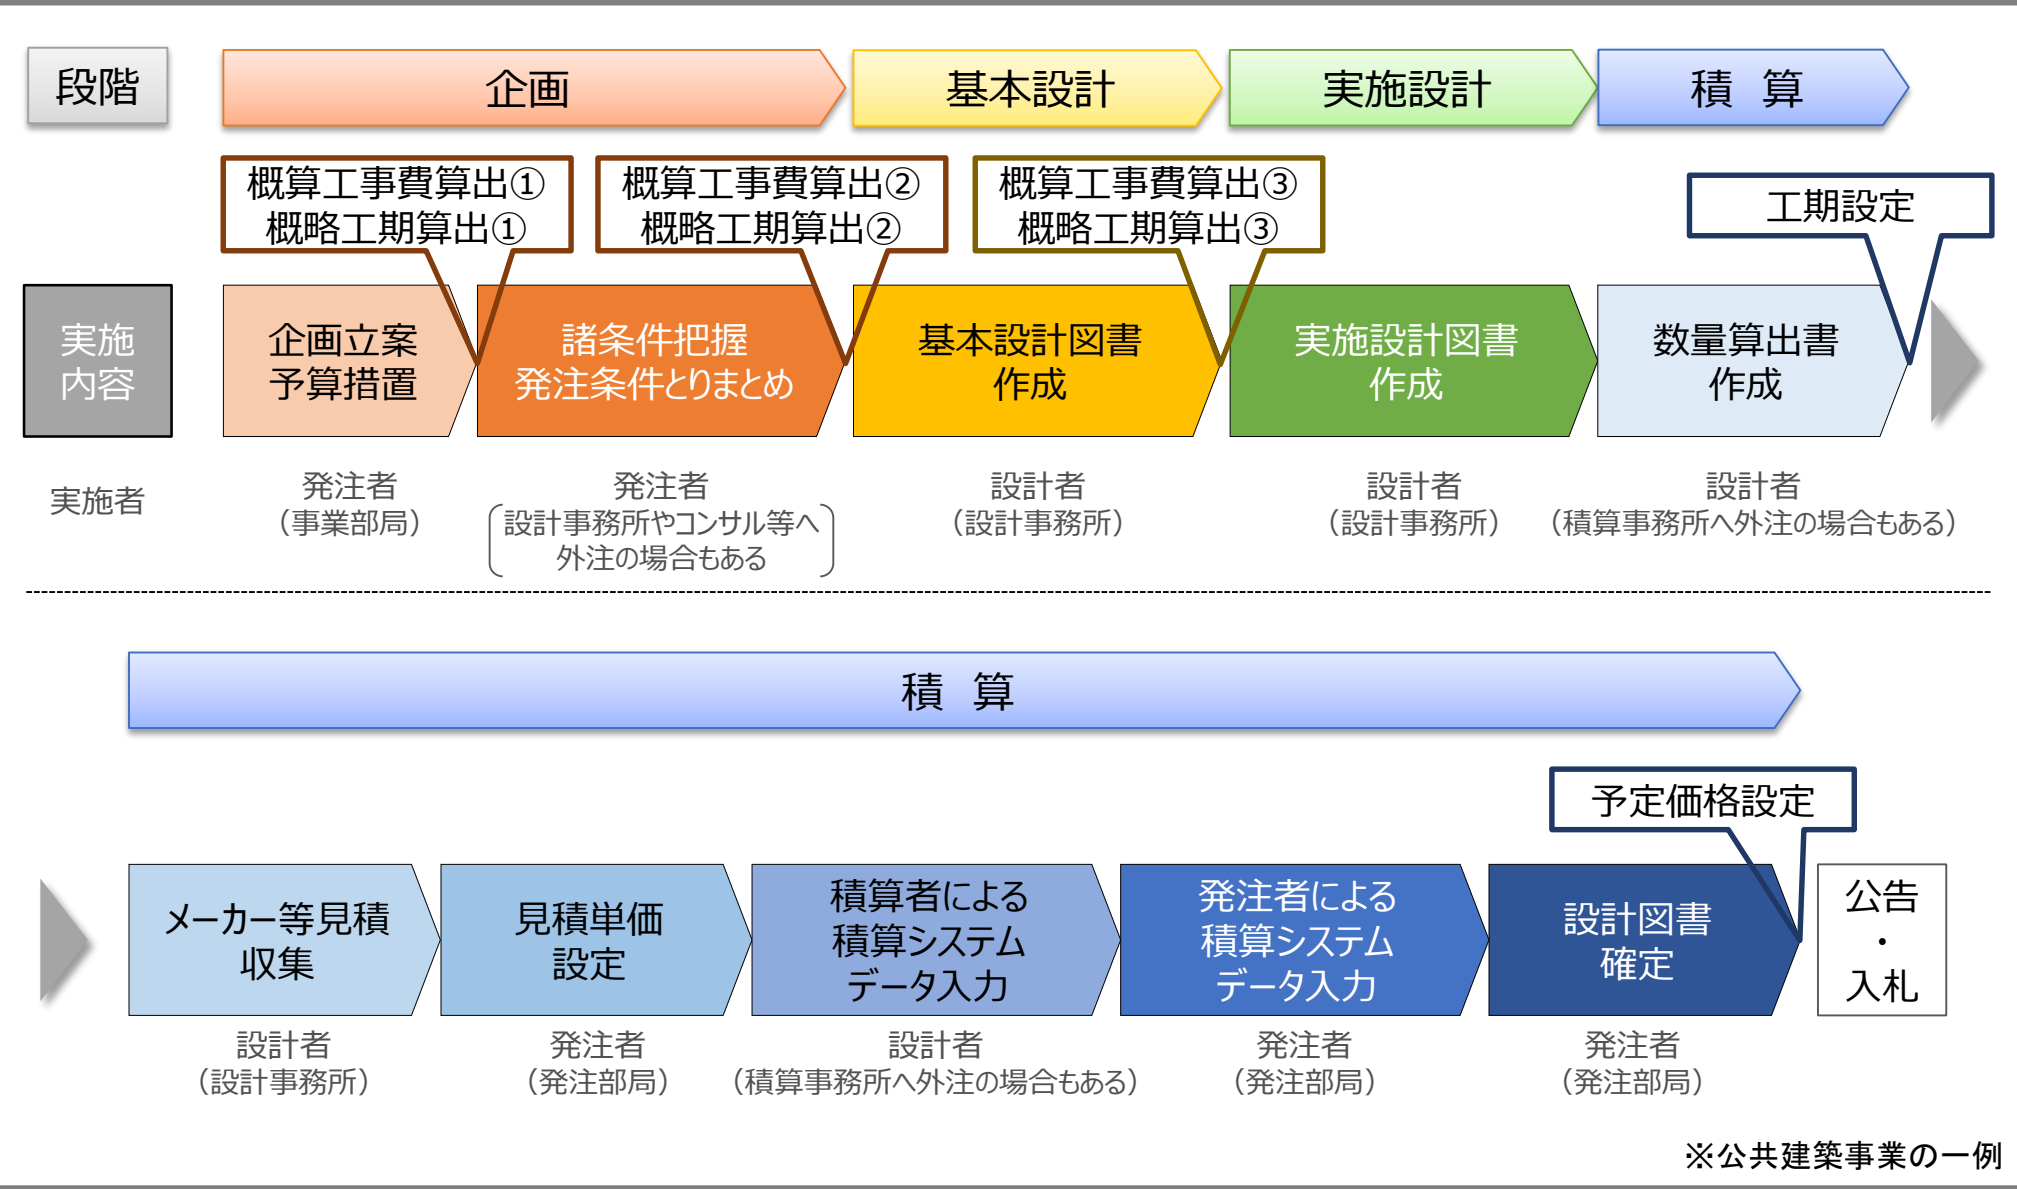 段階
企画
基本設計
実施設計
積　算
概算工事費算出①
概略工期算出①
概算工事費算出②
概略工期算出②
概算工事費算出③
概略工期算出③
工期設定
実施
内容
企画立案
予算措置
諸条件把握
発注条件とりまとめ
基本設計図書
作成
実施設計図書
作成
数量算出書
作成
実施者
発注者
（事業部局）
発注者
設計事務所やコンサル等へ
外注の場合もある
設計者
（設計事務所）
設計者
（設計事務所）
設計者
（積算事務所へ外注の場合もある）
積　算
予定価格設定
メーカー等見積
収集
見積単価
設定
積算者による
積算システム
データ入力
発注者による
積算システム
データ入力
設計図書
確定
公告
・
入札
設計者
（設計事務所）
発注者
（発注部局）
設計者
（積算事務所へ外注の場合もある）
発注者
（発注部局）
発注者
（発注部局）
※公共建築事業の一例